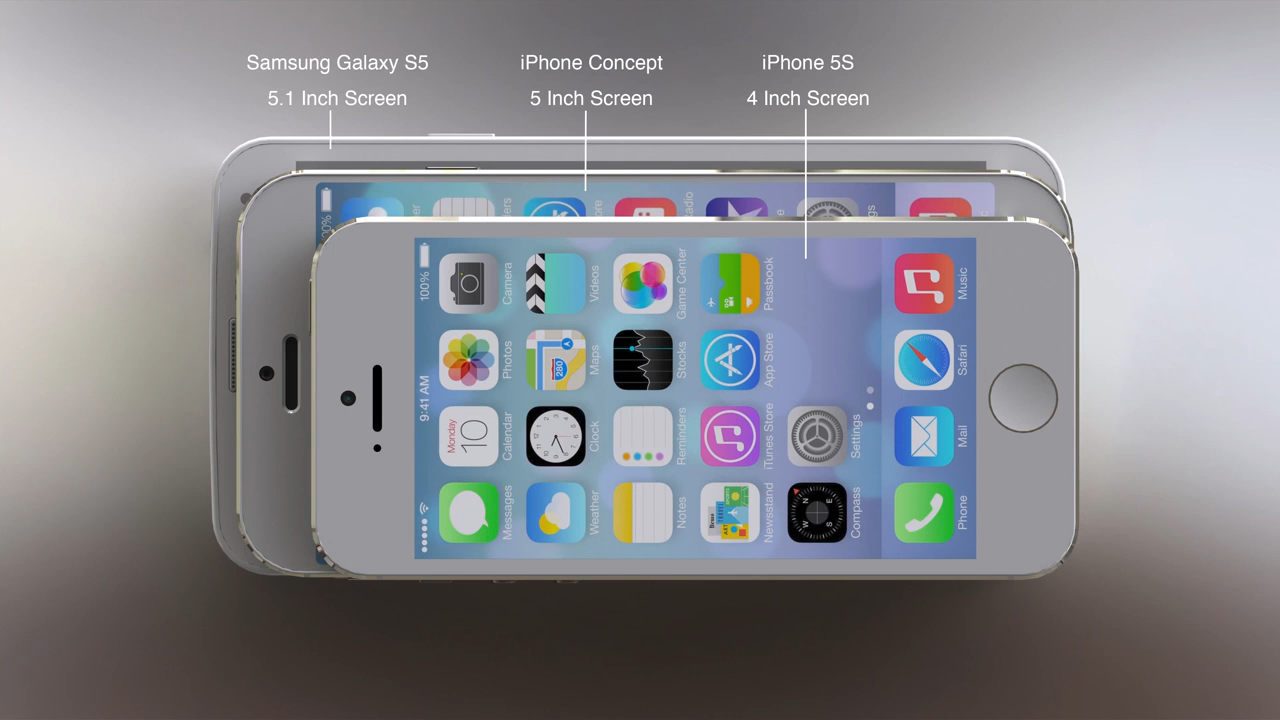 Samsung Galaxy S5
5.1 Inch Screen
iPhone Concept
5 Inch Screen
iPhone 5S
4 Inch Screen
100%
9:41 AM
Camera
Photos
Monday
10
Calendar
Messages
Videos
Maps
280
Clock
Weather
Game Center
Stocks
Reminders
Notes
Passbook
App Store
iTunes Store
Newsstand
Settings
Compass
N
E
S
W
Music
Safari
Mail
Phone